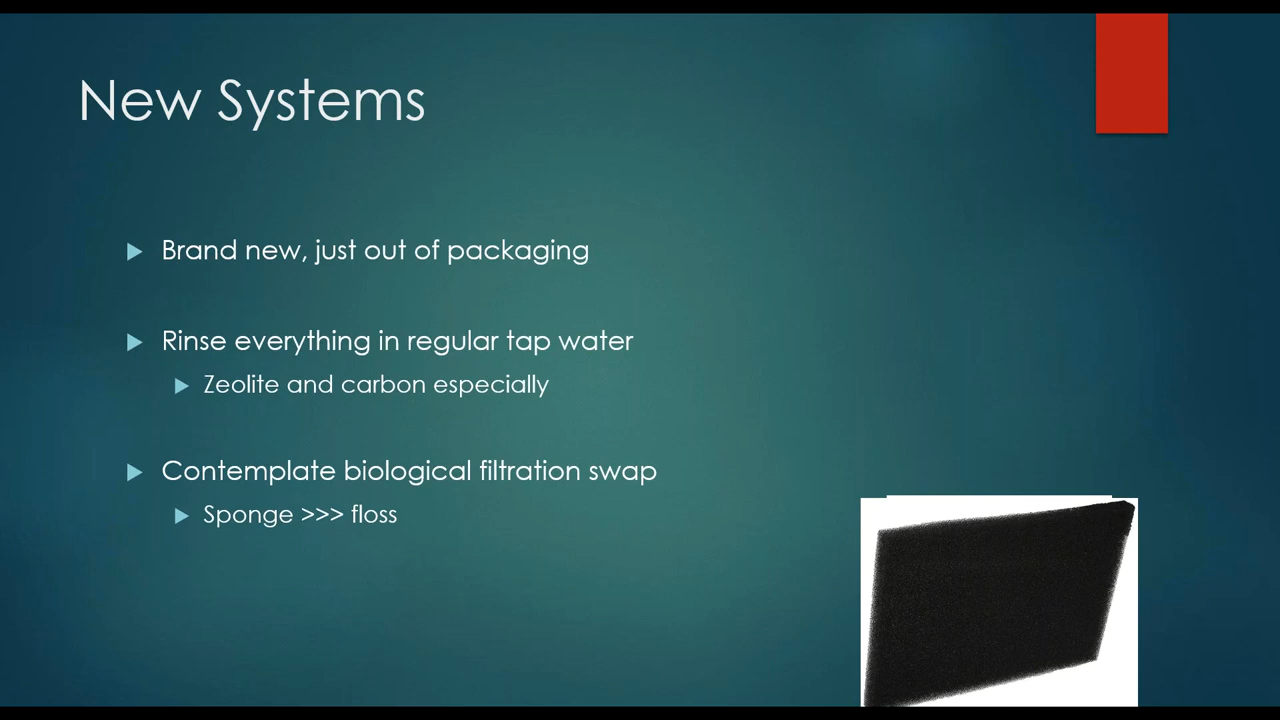 New Systems
Brand new, just out of packaging
Rinse everything in regular tap water
Zeolite and carbon especially
Contemplate biological filtration swap
Sponge >>> floss